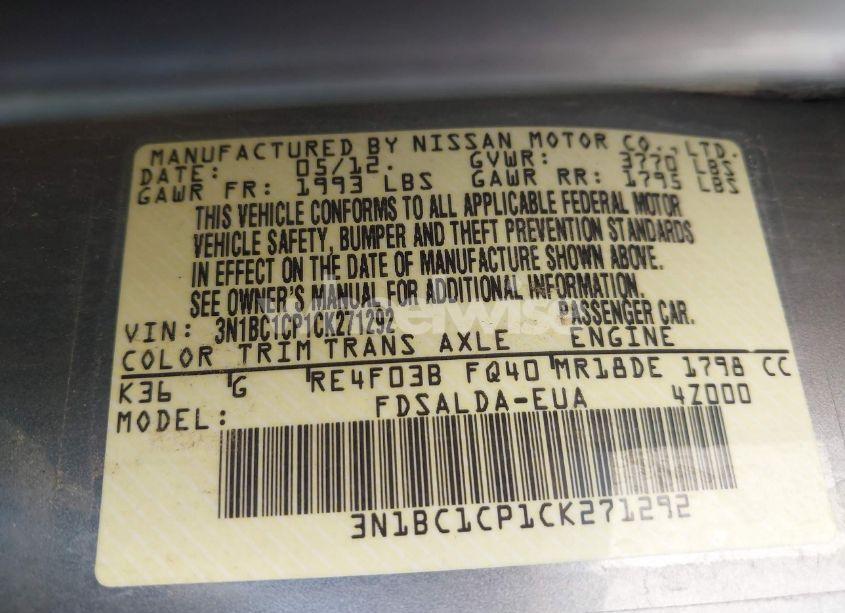 MANUFACTURED BY NISSAN MOTOR CO., LTD.
DATE: 05/12. GVWR: 3770 LBS
GAWR FR: 1993 LBS GAWR RR: 1795 LBS
THIS VEHICLE CONFORMS TO ALL APPLICABLE FEDERAL MOTOR
VEHICLE SAFETY, BUMPER AND THEFT PREVENTION STANDARDS
IN EFFECT ON THE DATE OF MANUFACTURE SHOWN ABOVE.
SEE OWNER'S MANUAL FOR ADDITIONAL INFORMATION.
VIN: 3N1BC1CP1CK271292 PASSENGER CAR.
COLOR TRIM TRANS AXLE ENGINE
K36 G RE4F03B FQ40 MR18DE 1798 CC
MODEL: FDSALDA-EUA 4Z000
3N1BC1CP1CK271292